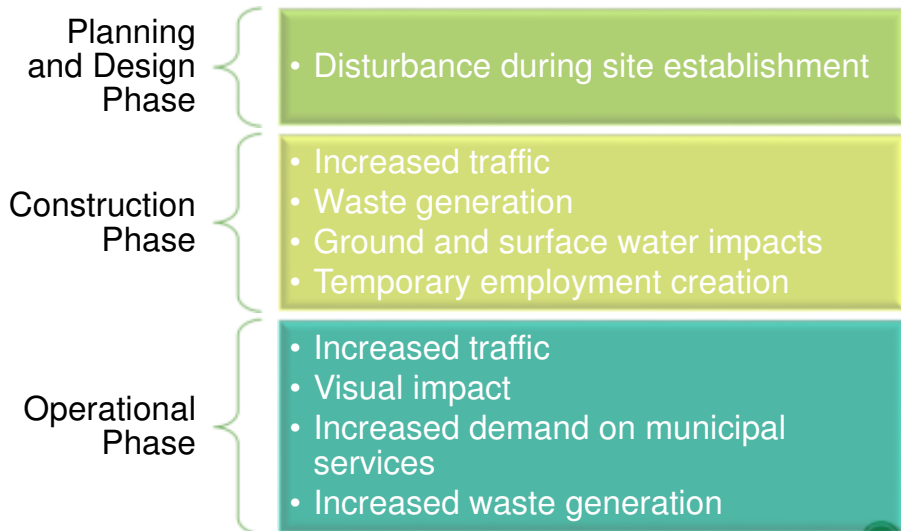 Planning
and Design
Phase
• Disturbance during site establishment
Construction
Phase
• Increased traffic
• Waste generation
• Ground and surface water impacts
• Temporary employment creation
Operational
Phase
• Increased traffic
• Visual impact
• Increased demand on municipal
services
• Increased waste generation